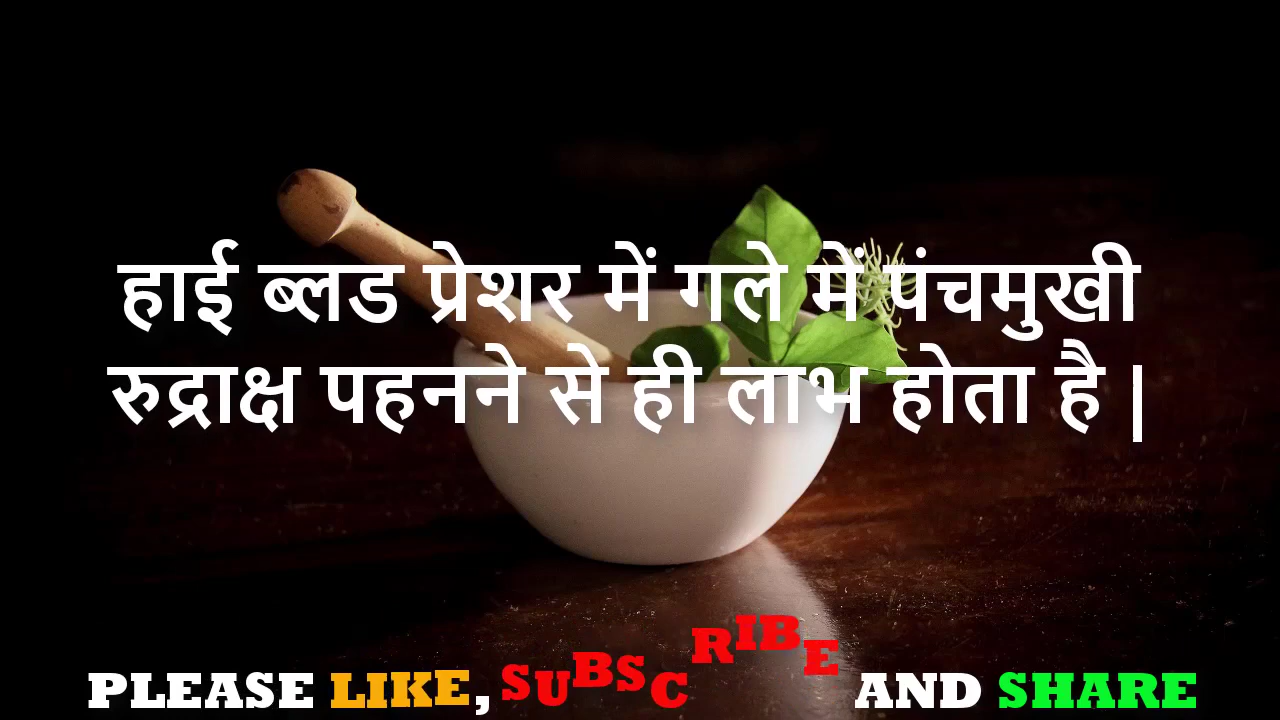 हाई ब्लड प्रेशर में गले में पंचमुखी
रुद्राक्ष पहनने से ही लाभ होता है |
PLEASE LIKE, SUBSCRIBE AND SHARE